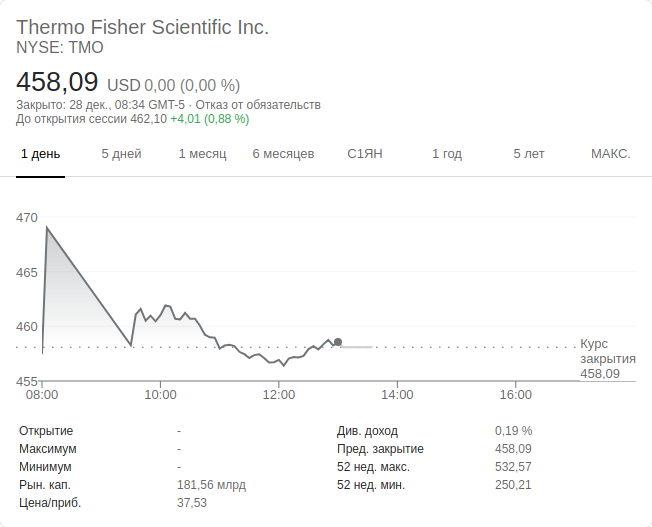 Thermo Fisher Scientific Inc.
NYSE: TMO
458,09 USD 0,00 (0,00 %)
Закрыто: 28 дек., 08:34 GMT-5 · Отказ от обязательств
До открытия сессии 462,10 +4,01 (0,88 %)
1 день 5 дней 1 месяц 6 месяцев С1ЯН 1 год 5 лет МАКС.
470
465
460
Курс
закрытия
458,09
455
08:00 10:00 12:00 14:00 16:00
Открытие - Див. доход 0,19 %
Максимум - Пред. закрытие 458,09
Минимум - 52 нед. макс. 532,57
Рын. кап. 181,56 млрд 52 нед. мин. 250,21
Цена/приб. 37,53